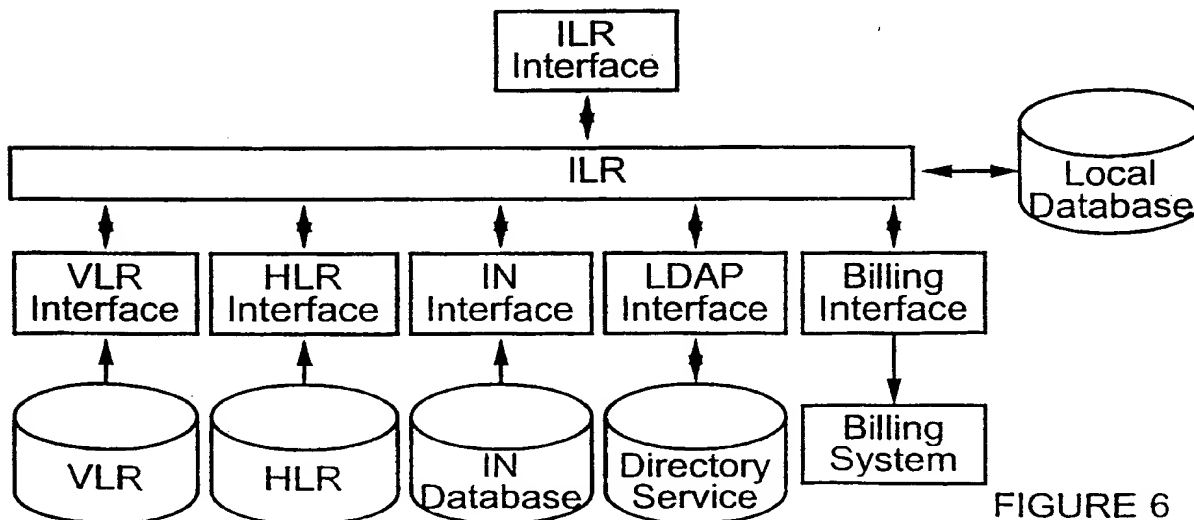 ILR
Interface
ILR
Local
Database
VLR
Interface
HLR
Interface
IN
Interface
LDAP
Interface
Billing
Interface
VLR
HLR
IN
Database
Directory
Service
Billing
System
FIGURE 6